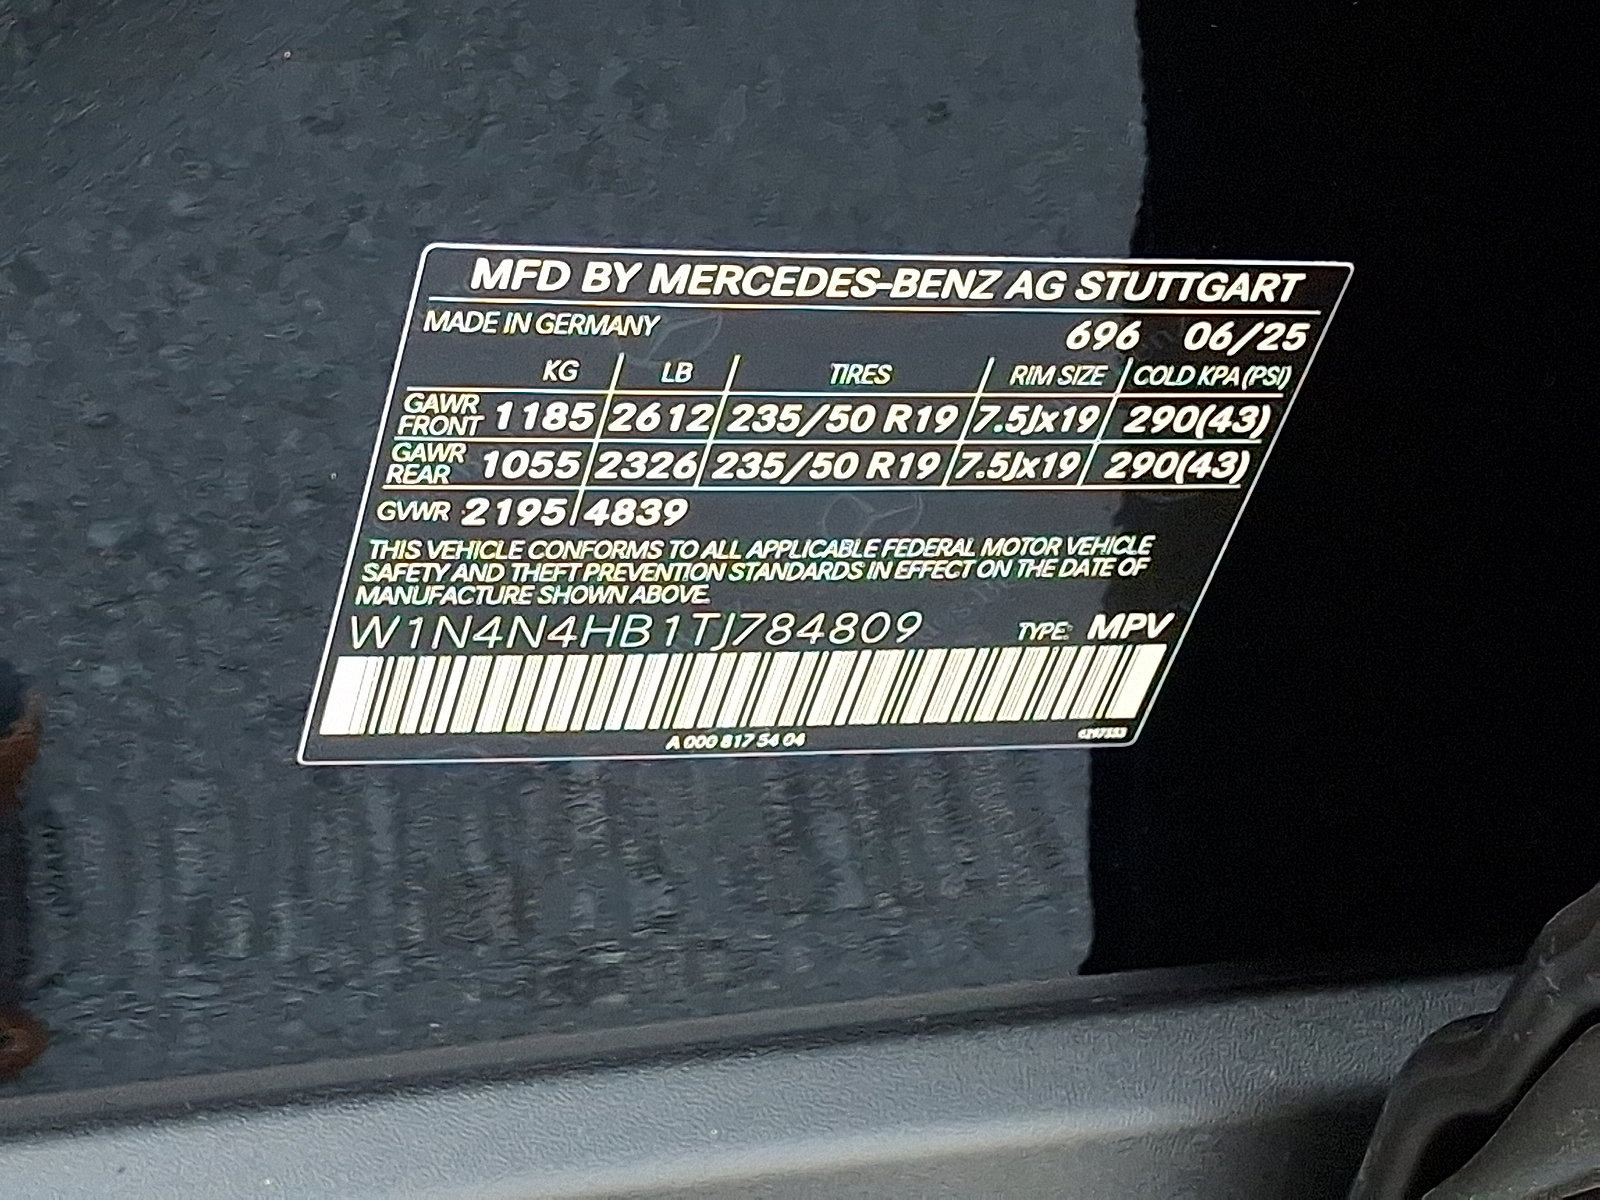 MFD BY MERCEDES-BENZ AG STUTTGART
MADE IN GERMANY 696 06/25
KG LB TIRES RIM SIZE COLD KPA (PSI)
GAWR FRONT 1185 2612 235/50 R19 7.5Jx19 290(43)
GAWR REAR 1055 2326 235/50 R19 7.5Jx19 290(43)
GVWR 2195 4839
THIS VEHICLE CONFORMS TO ALL APPLICABLE FEDERAL MOTOR VEHICLE
SAFETY AND THEFT PREVENTION STANDARDS IN EFFECT ON THE DATE OF
MANUFACTURE SHOWN ABOVE.
W1N4N4HB1TJ784809 TYPE: MPV
A 000 817 54 04